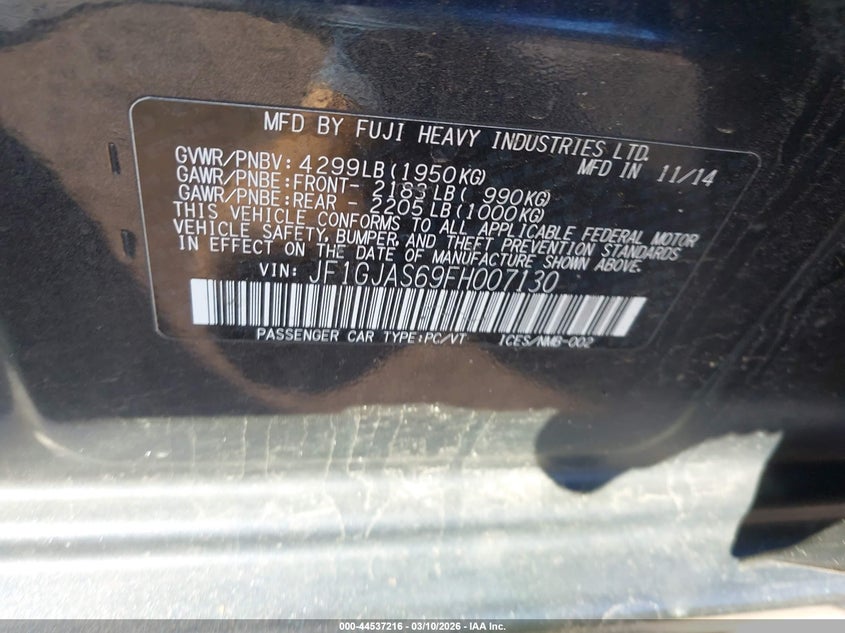 MFD BY FUJI HEAVY INDUSTRIES LTD.
GVWR/PNBV: 4299LB(1950KG) MFD IN 11/14
GAWR/PNBE:FRONT- 2183LB( 990KG)
GAWR/PNBE:REAR - 2205LB(1000KG)
THIS VEHICLE CONFORMS TO ALL APPLICABLE FEDERAL MOTOR
VEHICLE SAFETY, BUMPER, AND THEFT PREVENTION STANDARDS
IN EFFECT ON THE DATE OF MANUFACTURE SHOWN ABOVE.
VIN: JF1GJAS69FH007130
PASSENGER CAR TYPE:PC/VT ICES/NMB-002
000-44537216 - 03/10/2026 - IAA Inc.